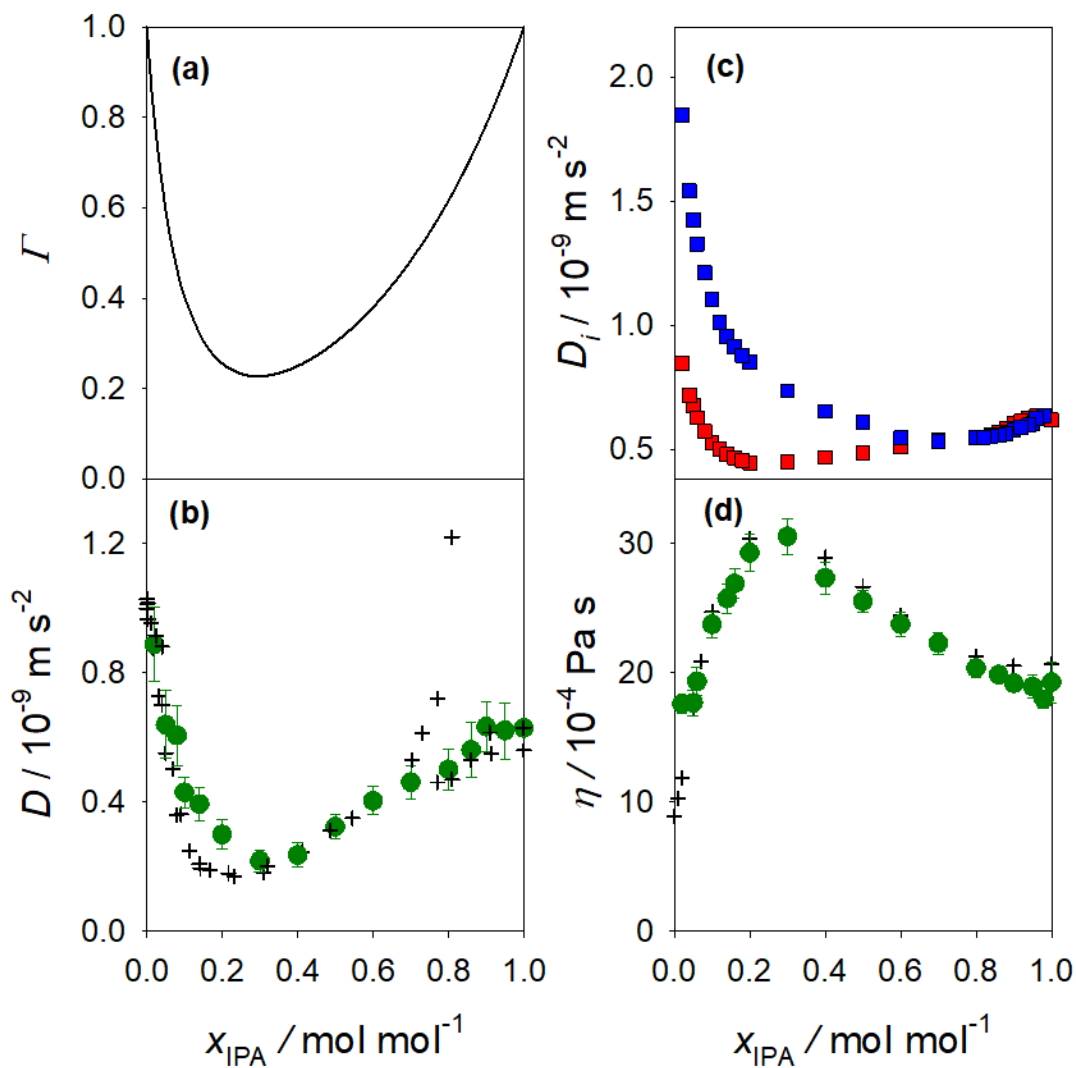 (a)
1.0
0.8
0.6
0.4
0.2
0.0
Γ
(c)
2.0
1.5
1.0
0.5
Di / 10-9 m s-2
(b)
1.2
0.8
0.4
0.0
D / 10-9 m s-2
0.0 0.2 0.4 0.6 0.8 1.0
xIPA / mol mol-1
(d)
30
20
10
0
η / 10-4 Pa s
0.0 0.2 0.4 0.6 0.8 1.0
xIPA / mol mol-1